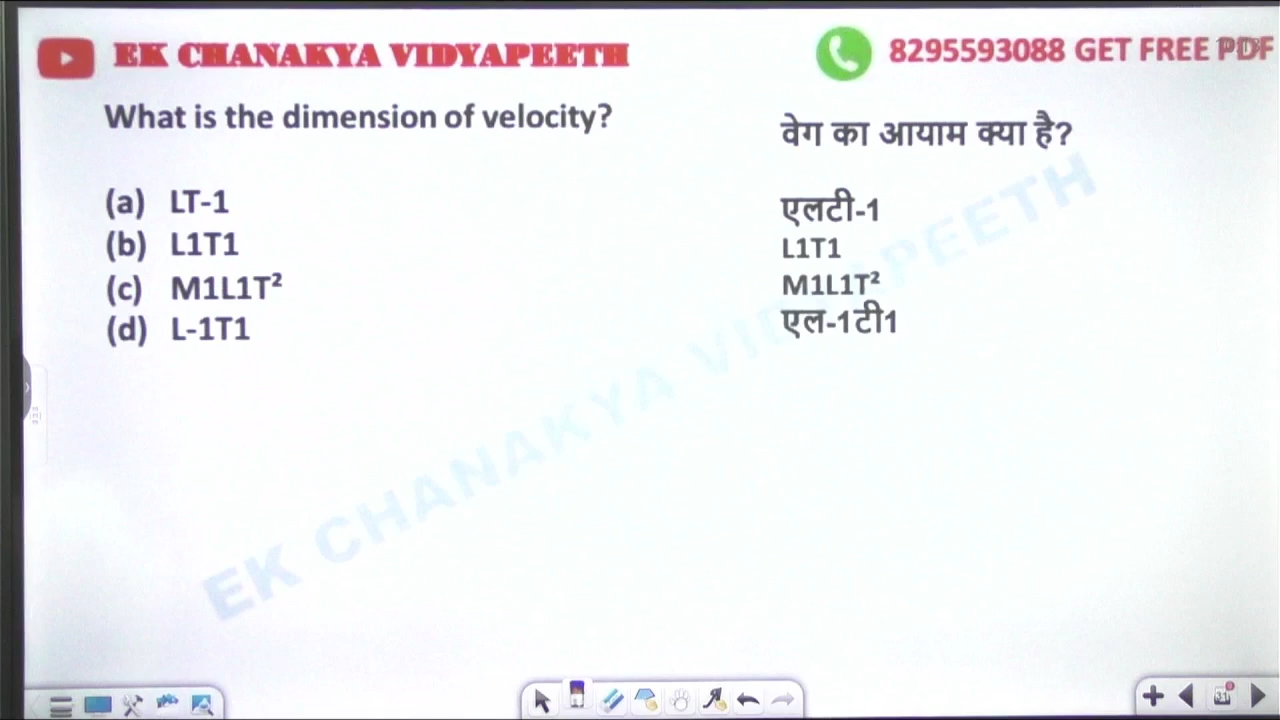 EK CHANAKYA VIDYAPEETH
8295593088 GET FREE PDF
What is the dimension of velocity?
(a) LT-1
(b) L1T1
(c) M1L1T²
(d) L-1T1
वेग का आयाम क्या है?
एलटी-1
L1T1
M1L1T²
एल-1टी1
EK CHANAKYA VIDYAPEETH